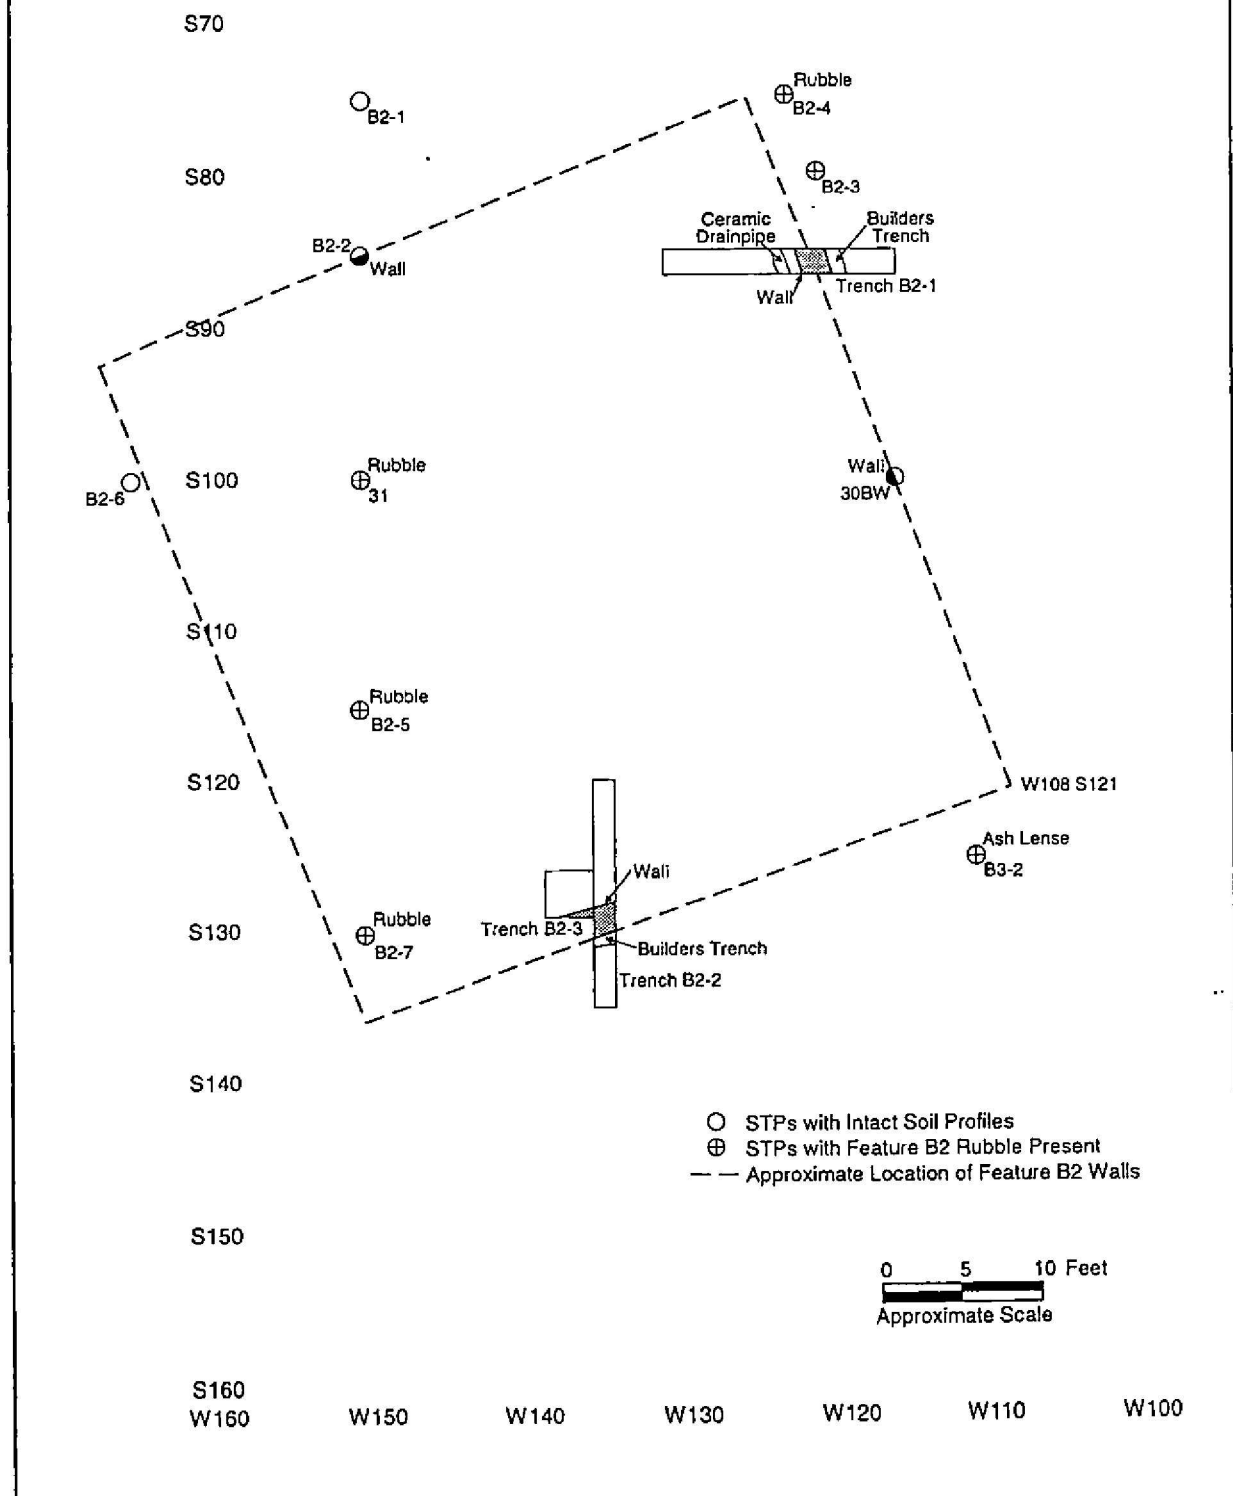 S70
Rubble
B2-4
B2-1
S80
B2-3
Ceramic
Drainpipe
Builders
Trench
B2-2
Wall
Trench B2-1
Wall
S90
Rubble
31
S100
Wall
30BW
B2-6
S110
Rubble
B2-5
S120
W108 S121
Ash Lense
B3-2
Wall
Rubble
B2-7
Trench B2-3
S130
Builders Trench
Trench B2-2
S140
STPs with Intact Soil Profiles
STPs with Feature B2 Rubble Present
Approximate Location of Feature B2 Walls
S150
0 5 10 Feet
Approximate Scale
S160
W160 W150 W140 W130 W120 W110 W100